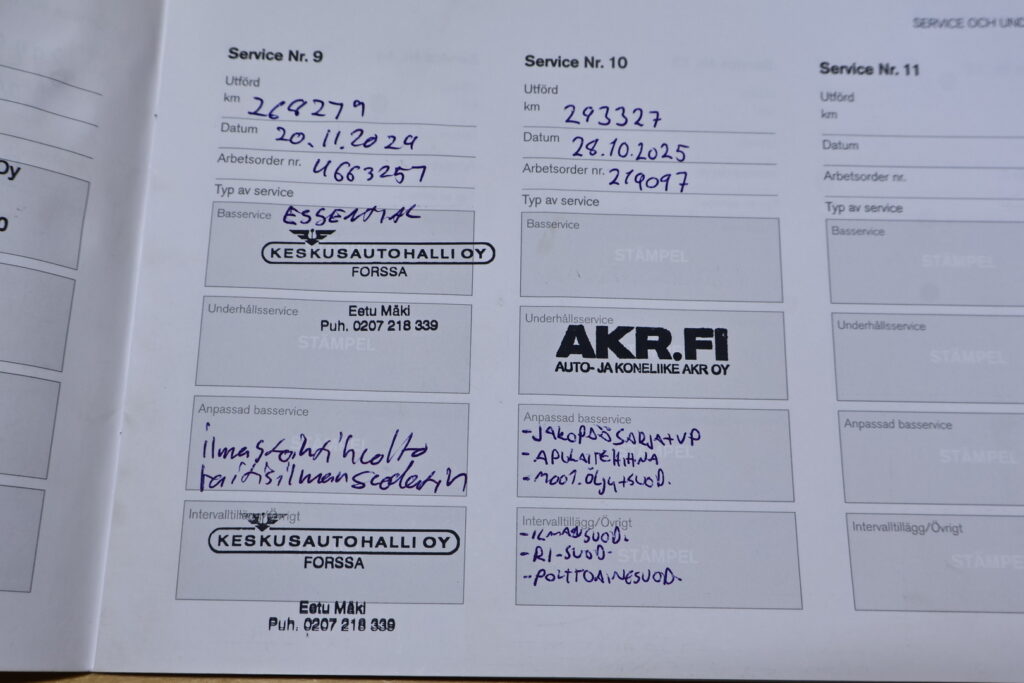 SERVICE OCH UND
Oy
0
Service Nr. 9
Utförd
km 268279
Datum 20.11.2024
Arbetsorder nr. 4663257
Typ av service
Basservice ESSENTIAL
KESKUSAUTOHALLI OY
FORSSA
Underhållsservice
Eetu Mäki
Puh. 0207 218 339
STÄMPEL
Anpassad basservice
ilmastointihuolto
raitisilmansuodatin
Intervalltillägg/Övrigt
KESKUSAUTOHALLI OY
FORSSA
Eetu Mäki
Puh. 0207 218 339
Service Nr. 10
Utförd
km 293327
Datum 28.10.2025
Arbetsorder nr. 219097
Typ av service
Basservice
STÄMPEL
Underhållsservice
AKR.FI
AUTO- JA KONELIIKE AKR OY
Anpassad basservice
-JAKOPÄÄSARJA+VP
-APULAITEHIHNA
-MOOT.ÖLJY+SUOD.
Intervalltillägg/Övrigt
-ILMANSUOD.
-RI-SUOD.
STÄMPEL
-POLTTOAINESUOD.
Service Nr. 11
Utförd
km
Datum
Arbetsorder nr.
Typ av service
Basservice
STÄMPEL
Underhållsservice
STÄMPEL
Anpassad basservice
STÄMPEL
Intervalltillägg/Övrigt
STÄMPEL